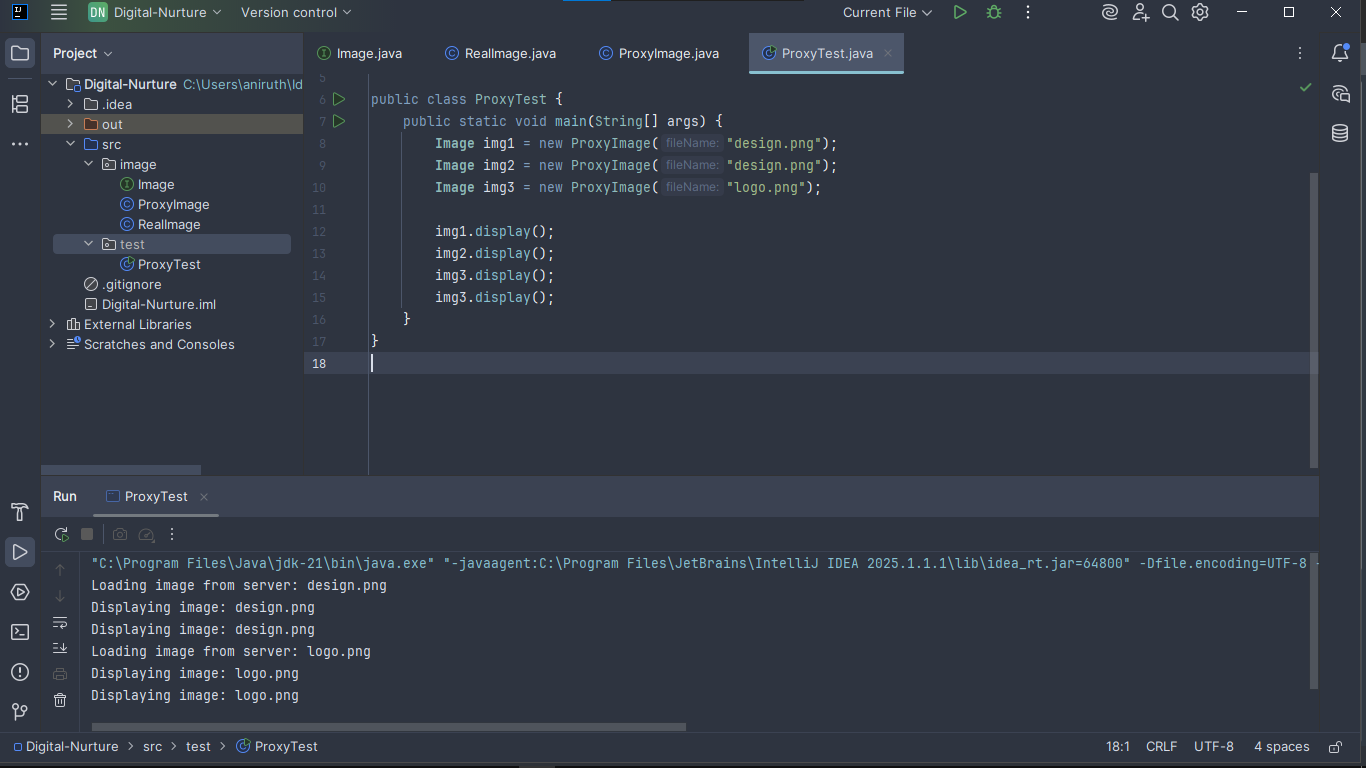 DN Digital-Nurture Version control Current File
Project
Image.java RealImage.java ProxyImage.java ProxyTest.java
Digital-Nurture C:\Users\aniruth\Id
.idea
out
src
image
Image
ProxyImage
RealImage
test
ProxyTest
.gitignore
Digital-Nurture.iml
External Libraries
Scratches and Consoles
5
6 public class ProxyTest {
7 public static void main(String[] args) {
8 Image img1 = new ProxyImage( fileName: "design.png");
9 Image img2 = new ProxyImage( fileName: "design.png");
10 Image img3 = new ProxyImage( fileName: "logo.png");
11
12 img1.display();
13 img2.display();
14 img3.display();
15 img3.display();
16 }
17 }
18
Run ProxyTest
"C:\Program Files\Java\jdk-21\bin\java.exe" "-javaagent:C:\Program Files\JetBrains\IntelliJ IDEA 2025.1.1.1\lib\idea_rt.jar=64800" -Dfile.encoding=UTF-8
Loading image from server: design.png
Displaying image: design.png
Displaying image: design.png
Loading image from server: logo.png
Displaying image: logo.png
Displaying image: logo.png
Digital-Nurture > src > test > ProxyTest 18:1 CRLF UTF-8 4 spaces